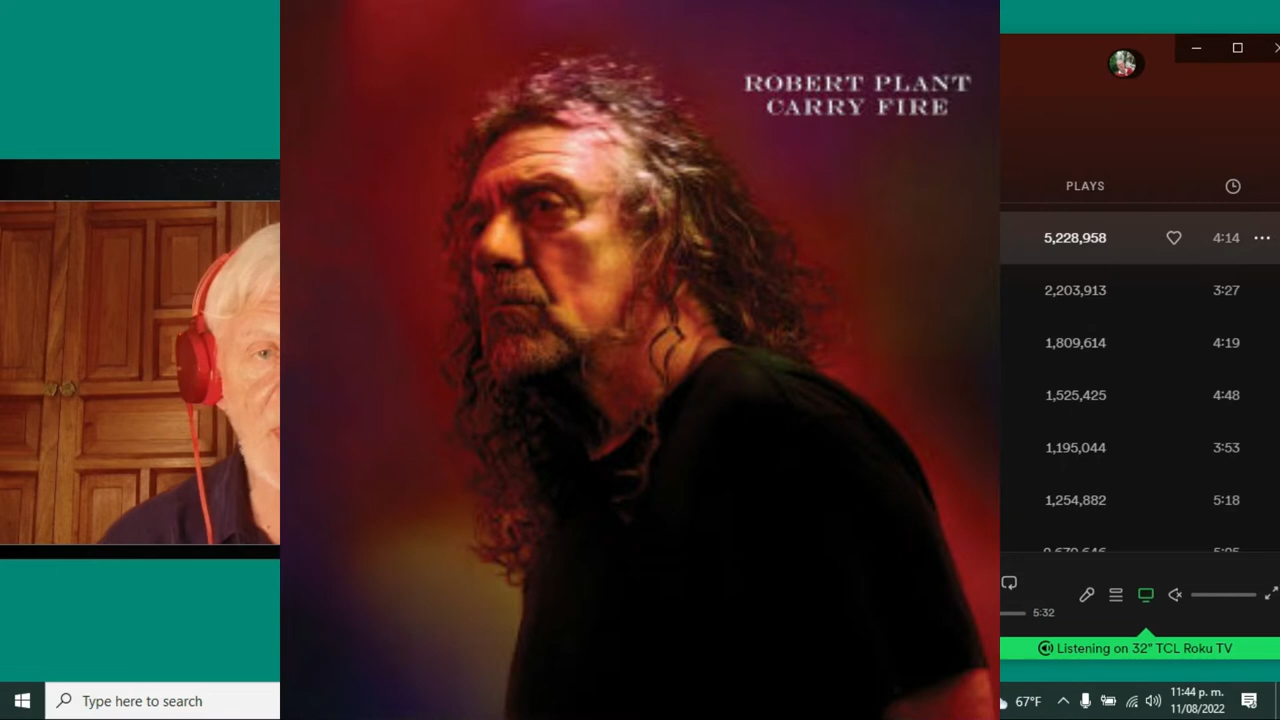 ROBERT PLANT
CARRY FIRE
PLAYS
5,228,958 4:14
2,203,913 3:27
1,809,614 4:19
1,525,425 4:48
1,195,044 3:53
1,254,882 5:18
5:32
Listening on 32" TCL Roku TV
Type here to search
67°F
11:44 p. m.
11/08/2022